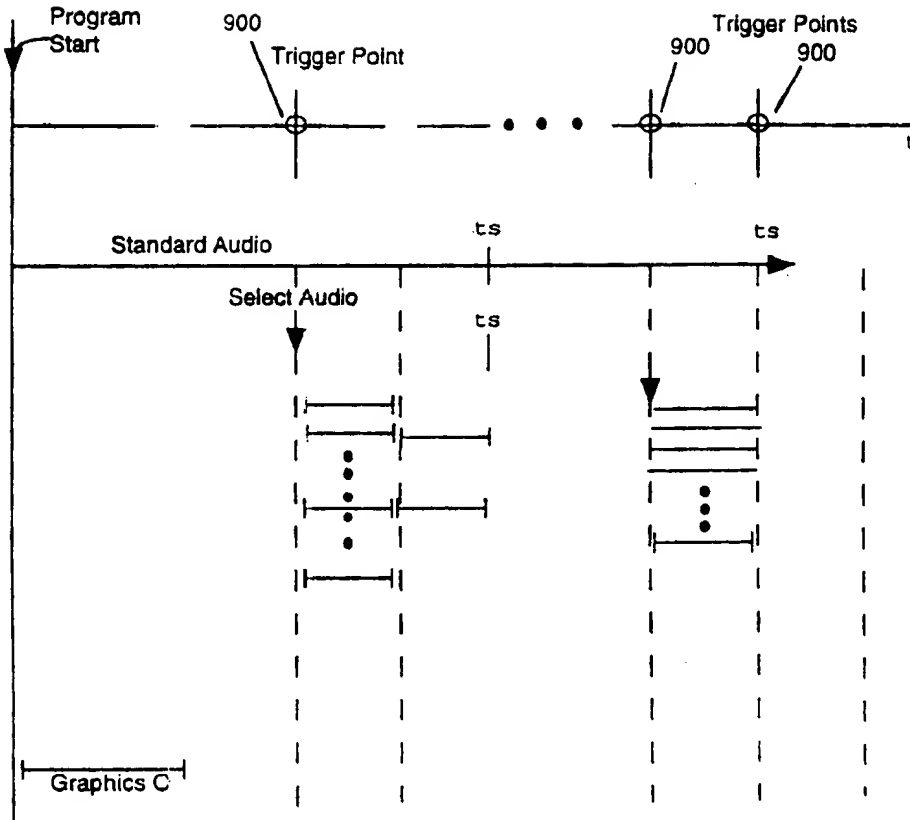 Program
Start
900
Trigger Point
Trigger Points
900
900
t
Standard Audio
ts
ts
Select Audio
ts
Graphics C